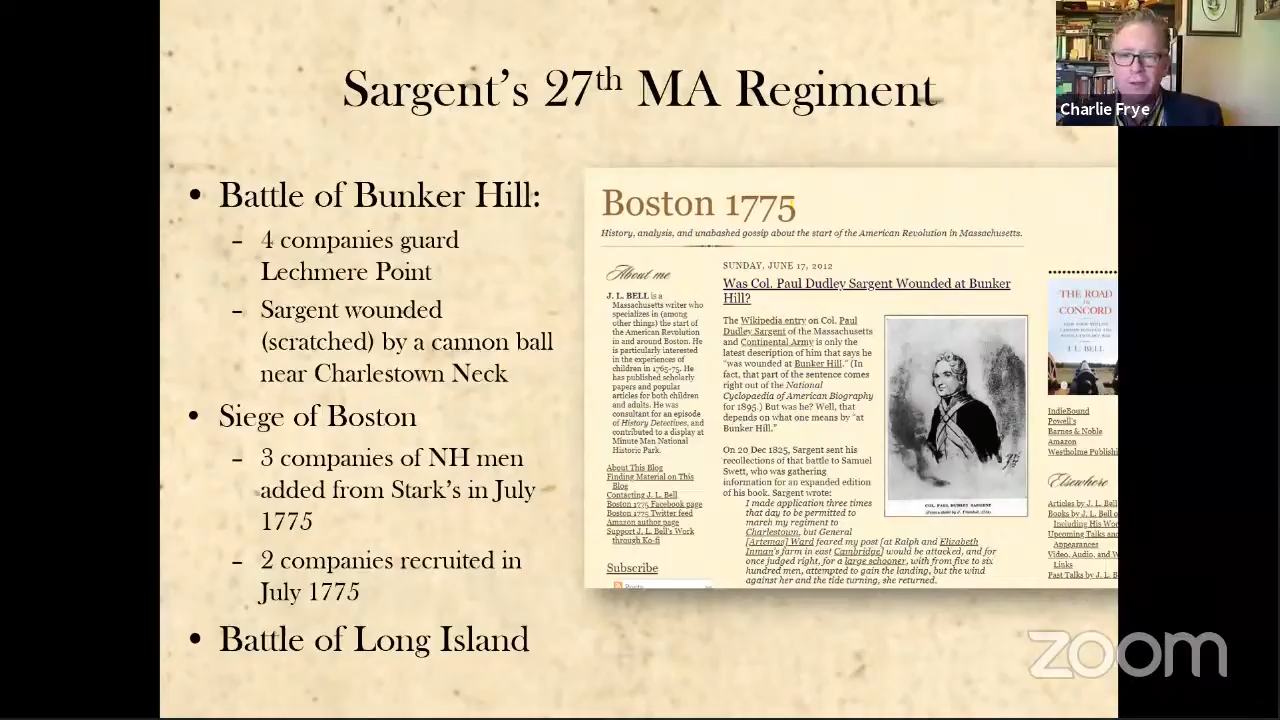 Sargent's 27th MA Regiment
Charlie Frye
• Battle of Bunker Hill:
– 4 companies guard
Lechmere Point
– Sargent wounded
(scratched) by a cannon ball
near Charlestown Neck
• Siege of Boston
– 3 companies of NH men
added from Stark's in July
1775
– 2 companies recruited in
July 1775
• Battle of Long Island
Boston 1775
History, analysis, and unabashed gossip about the start of the American Revolution in Massachusetts.
About me
J. L. BELL is a
Massachusetts writer who
specializes in (among
other things) the start of
the American Revolution
in and around Boston. He
is particularly interested
in the experiences of
children in 1765-75. He
has published scholarly
papers and popular
articles for both children
and adults. He was
consultant for an episode
of History Detectives, and
contributed to a display at
Minute Man National
Historic Park.
About This Blog
Finding Material on This
Blog
Contacting J. L. Bell
Boston 1775 Facebook page
Boston 1775 Twitter feed
Amazon author page
Support J. L. Bell's Work
through Ko-fi
Subscribe
Posts
SUNDAY, JUNE 17, 2012
Was Col. Paul Dudley Sargent Wounded at Bunker
Hill?
The Wikipedia entry on Col. Paul
Dudley Sargent of the Massachusetts
and Continental Army is only the
latest description of him that says he
"was wounded at Bunker Hill." (In
fact, that part of the sentence comes
right out of the National
Cyclopaedia of American Biography
for 1895.) But was he? Well, that
depends on what one means by "at
Bunker Hill."
On 20 Dec 1825, Sargent sent his
recollections of that battle to Samuel
Swett, who was gathering
information for an expanded edition
of his book. Sargent wrote:
I made application three times
that day to be permitted to
march my regiment to
Charlestown, but General
[Artemas] Ward feared my post [at Ralph and Elizabeth
Inman's farm in east Cambridge] would be attacked, and for
once judged right, for a large schooner, with from five to six
hundred men, attempted to gain the landing, but the wind
against her and the tide turning, she returned.
COL. PAUL DUDLEY SARGENT
THE ROAD
TO
CONCORD
J. L. BELL
IndieBound
Powell's
Barnes & Noble
Amazon
Westholme Publishi
Elsewhere
Articles by J. L. Bell
Books by J. L. Bell o
Including His Wor
Upcoming Talks and
Appearances
Video, Audio, and W
Links
Past Talks by J. L. B
zoom